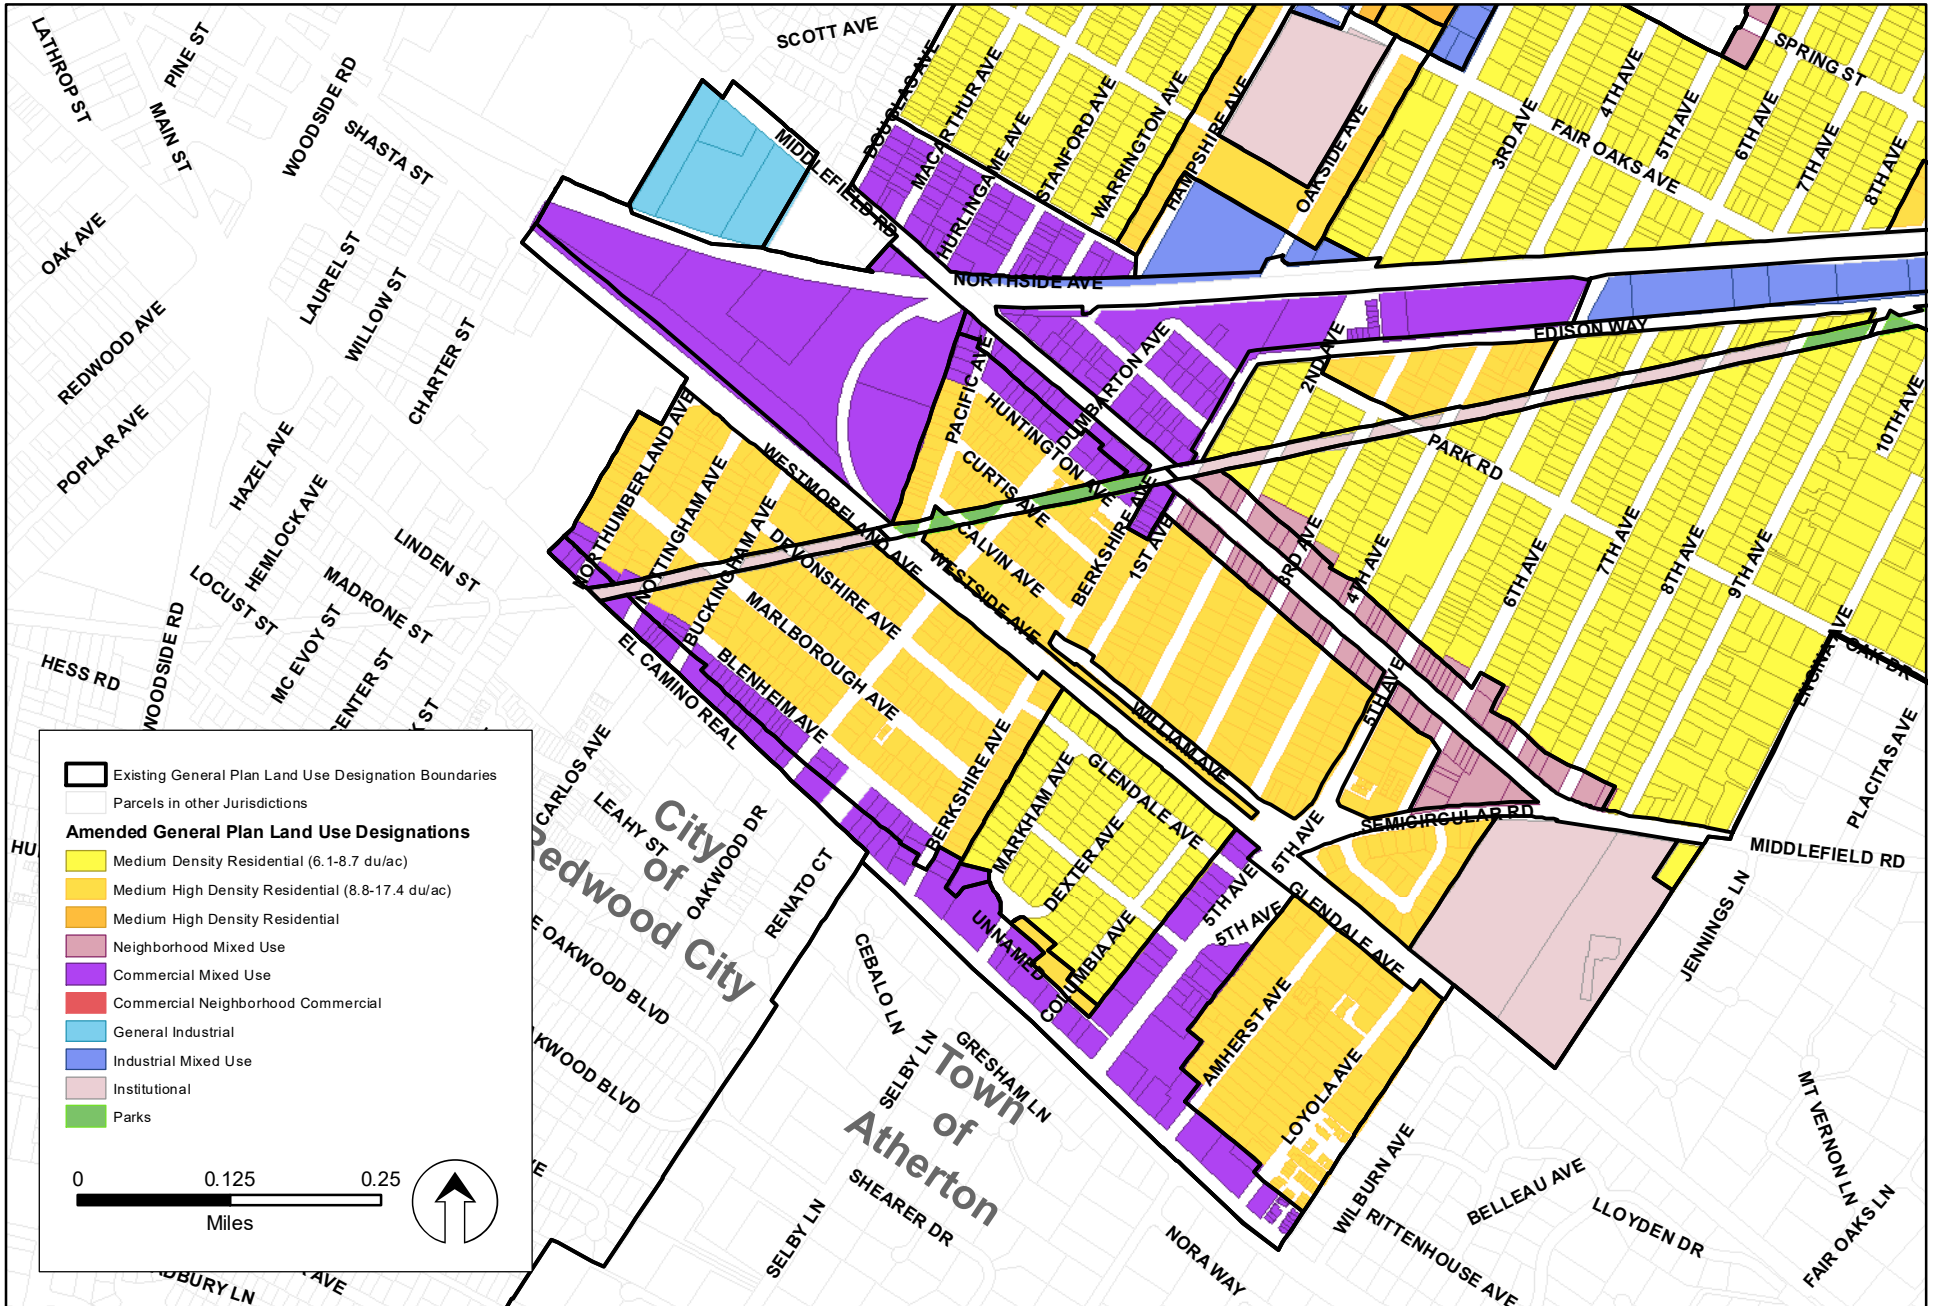 LATHROP ST
PINE ST
MAIN ST
WOODSIDE RD
SHASTA ST
SCOTT AVE
DOUGLAS AVE
MACARTHUR AVE
HURLINGAME AVE
STANFORD AVE
WARRINGTON AVE
HAMPSHIRE AVE
OAKSIDE AVE
MIDDLEFIELD RD
3RD AVE
4TH AVE
5TH AVE
6TH AVE
7TH AVE
8TH AVE
SPRING ST
FAIR OAKS AVE
OAK AVE
REDWOOD AVE
POPLAR AVE
LAUREL ST
WILLOW ST
CHARTER ST
HAZEL AVE
HEMLOCK AVE
LOCUST ST
LINDEN ST
MADRONE ST
MC EVOY ST
CENTER ST
K ST
HESS RD
WOODSIDE RD
NORTHSIDE AVE
EDISON WAY
2ND AVE
DUMBARTON AVE
PACIFIC AVE
HUNTINGTON AVE
CURTIS AVE
CALVIN AVE
BERKSHIRE AVE
1ST AVE
PARK RD
10TH AVE
NORTHUMBERLAND AVE
NOTTINGHAM AVE
BUCKINGHAM AVE
WESTMORELAND AVE
DEVONSHIRE AVE
MARLBOROUGH AVE
BLENHEIM AVE
EL CAMINO REAL
WESTSIDE AVE
WILLIAM AVE
3RD AVE
4TH AVE
5TH AVE
6TH AVE
7TH AVE
8TH AVE
9TH AVE
ENCINA AVE
OAK DR
PLACITAS AVE
MIDDLEFIELD RD
SEMICIRCULAR RD
BERKSHIRE AVE
MARKHAM AVE
GLENDALE AVE
DEXTER AVE
COLUMBIA AVE
UNNAMED
5TH AVE
5TH AVE
5TH AVE
GLENDALE AVE
AMHERST AVE
LOYOLA AVE
JENNINGS LN
CARLOS AVE
LEAHY ST
OAKWOOD DR
RENATO CT
City
of
Redwood City
E OAKWOOD BLVD
AKWOOD BLVD
CEBALO LN
SELBY LN
GRESHAM LN
Town
of
Atherton
SHEARER DR
SELBY LN
NORA WAY
WILBURN AVE
RITTENHOUSE AVE
BELLEAU AVE
LLOYDEN DR
MT VERNON LN
FAIR OAKS LN
HU
Existing General Plan Land Use Designation Boundaries
Parcels in other Jurisdictions
Amended General Plan Land Use Designations
Medium Density Residential (6.1-8.7 du/ac)
Medium High Density Residential (8.8-17.4 du/ac)
Medium High Density Residential
Neighborhood Mixed Use
Commercial Mixed Use
Commercial Neighborhood Commercial
General Industrial
Industrial Mixed Use
Institutional
Parks
0 0.125 0.25
Miles
DBURY LN
AVE